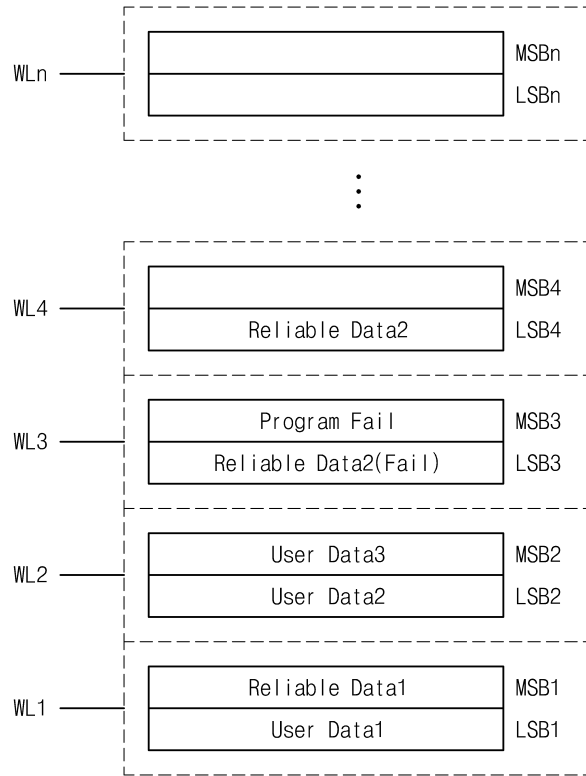 WLn
MSBn
LSBn
WL4
MSB4
Reliable Data2 LSB4
WL3
Program Fail MSB3
Reliable Data2(Fail) LSB3
WL2
User Data3 MSB2
User Data2 LSB2
WL1
Reliable Data1 MSB1
User Data1 LSB1